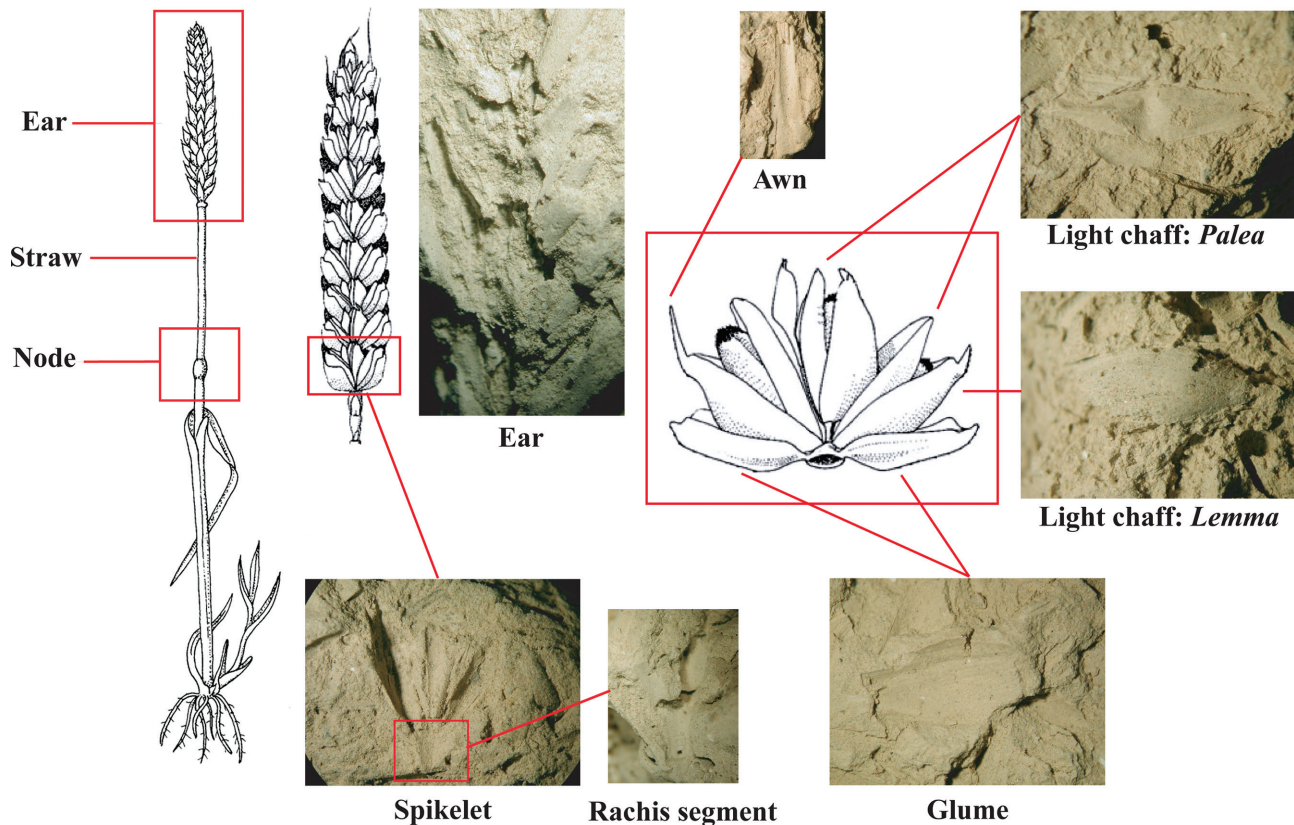 Ear
Straw
Node
Ear
Awn
Light chaff: Palea
Light chaff: Lemma
Spikelet
Rachis segment
Glume